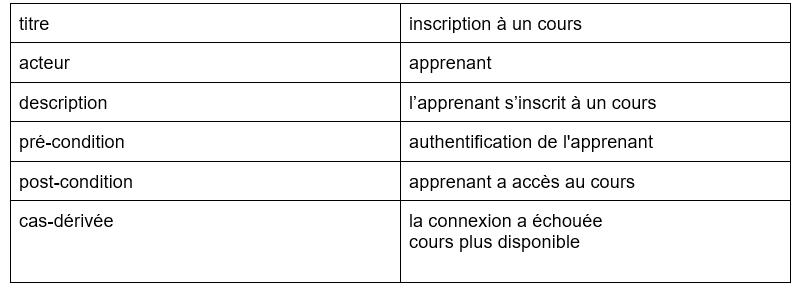 titre inscription à un cours
acteur apprenant
description l’apprenant s’inscrit à un cours
pré-condition authentification de l'apprenant
post-condition apprenant a accès au cours
cas-dérivée la connexion a échouée
cours plus disponible